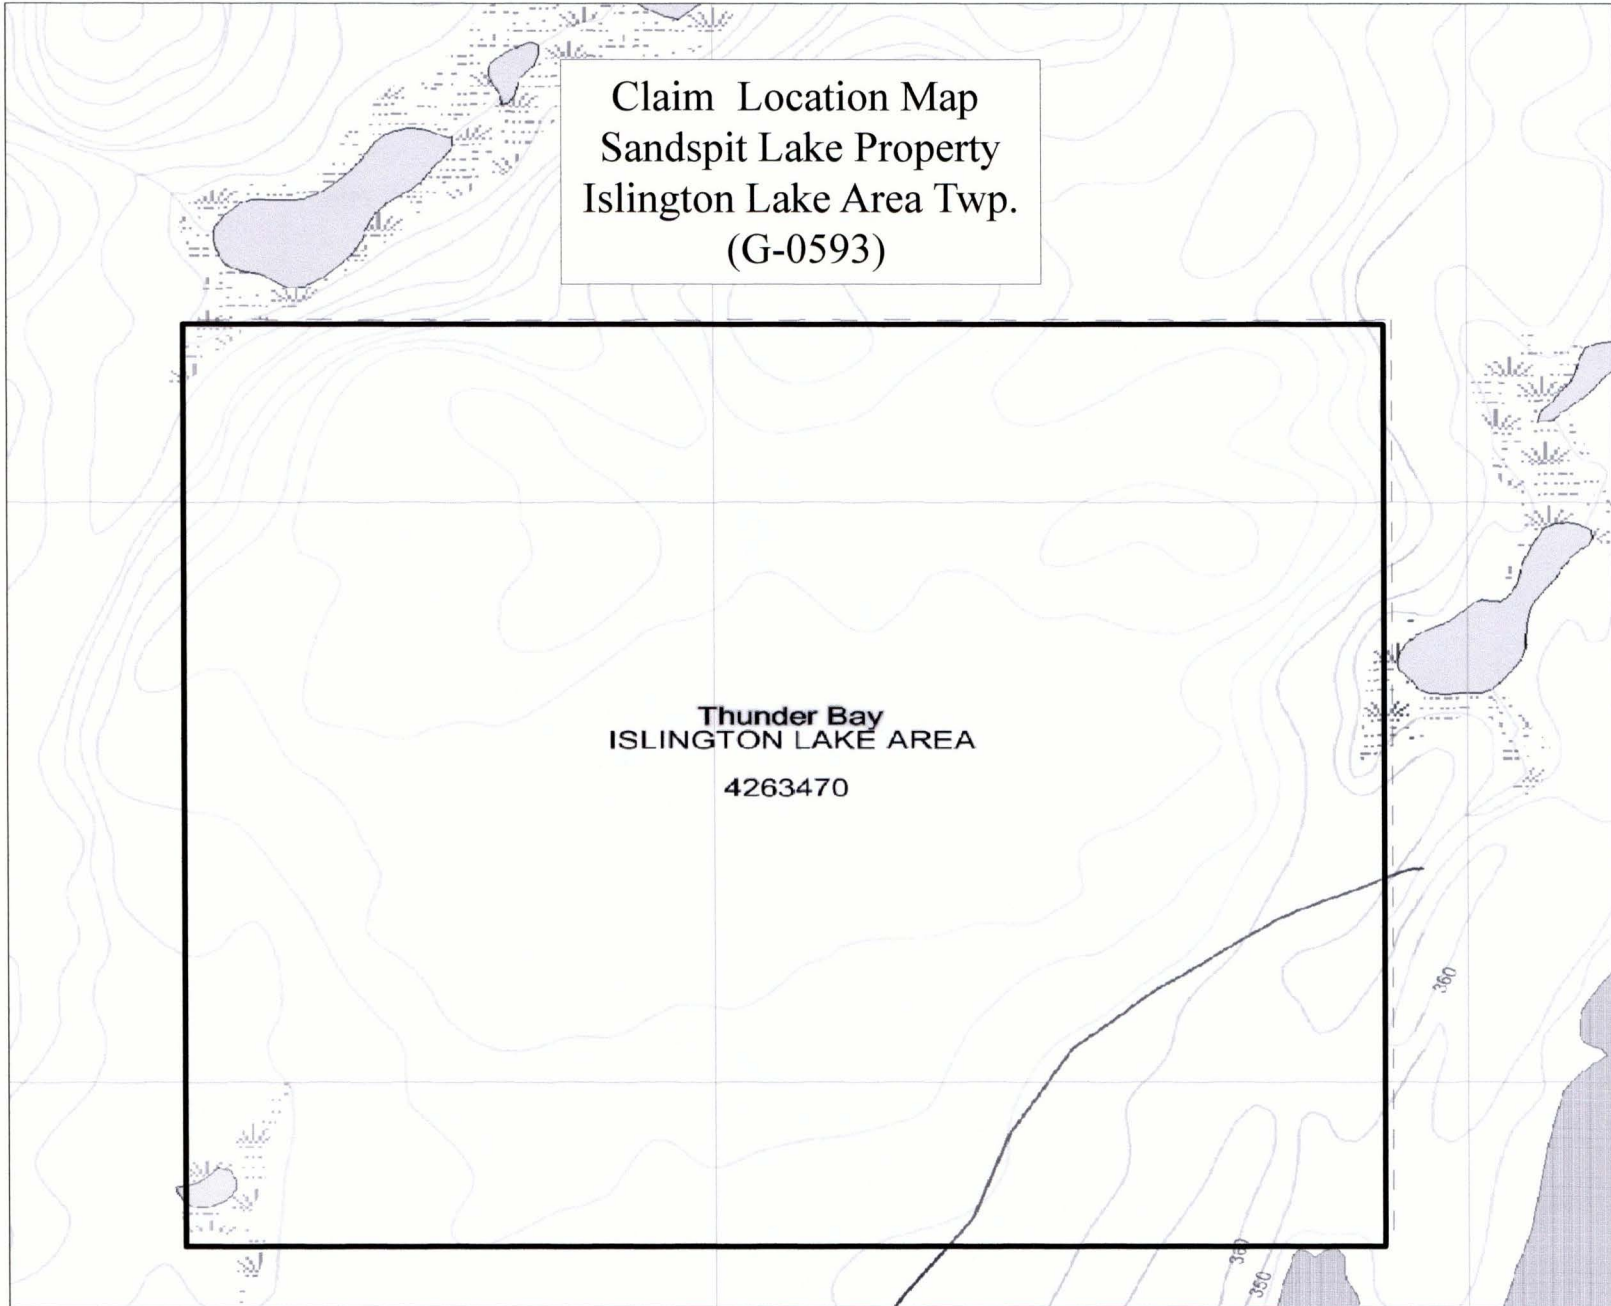 Claim Location Map
Sandspit Lake Property
Islington Lake Area Twp.
(G-0593)
Thunder Bay
ISLINGTON LAKE AREA
4263470
360
360
350